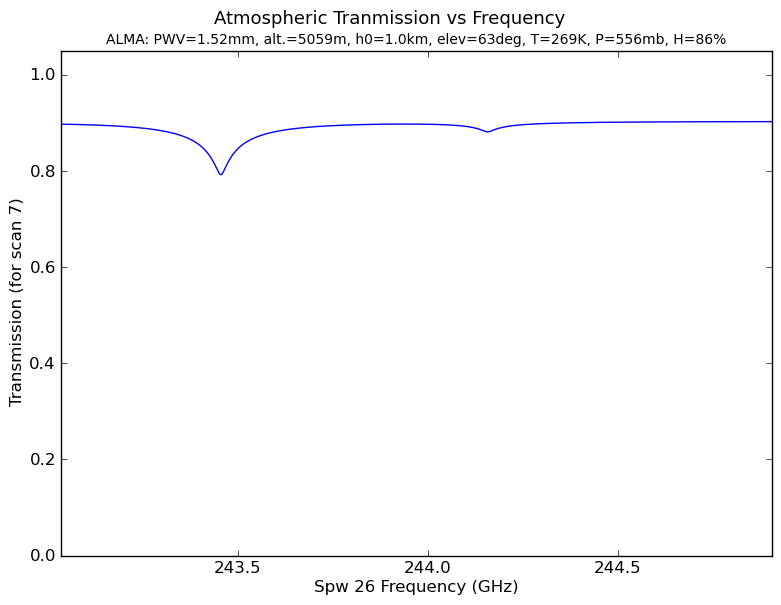 Atmospheric Tranmission vs Frequency
ALMA: PWV=1.52mm, alt.=5059m, h0=1.0km, elev=63deg, T=269K, P=556mb, H=86%
1.0
0.8
0.6
0.4
0.2
0.0
Transmission (for scan 7)
243.5 244.0 244.5
Spw 26 Frequency (GHz)